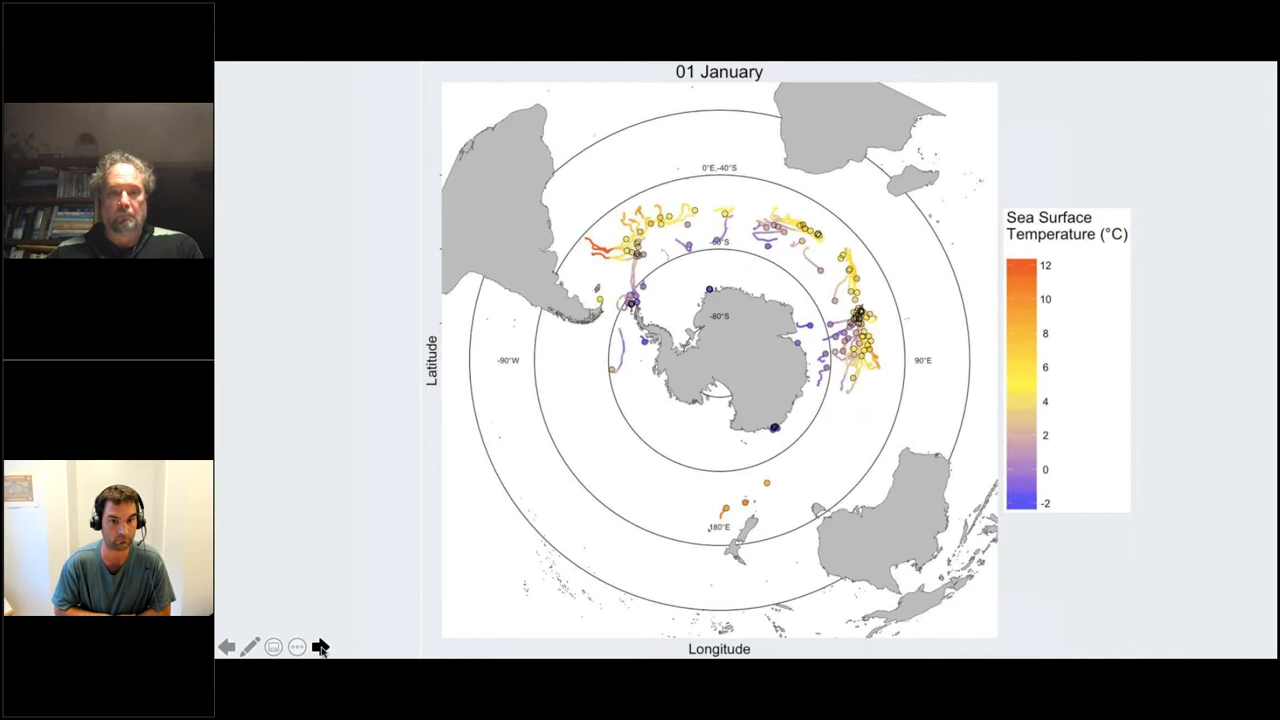 01 January
0°E,-40°S
-60°S
-80°S
-90°W
90°E
180°E
Latitude
Longitude
Sea Surface
Temperature (°C)
12
10
8
6
4
2
0
-2